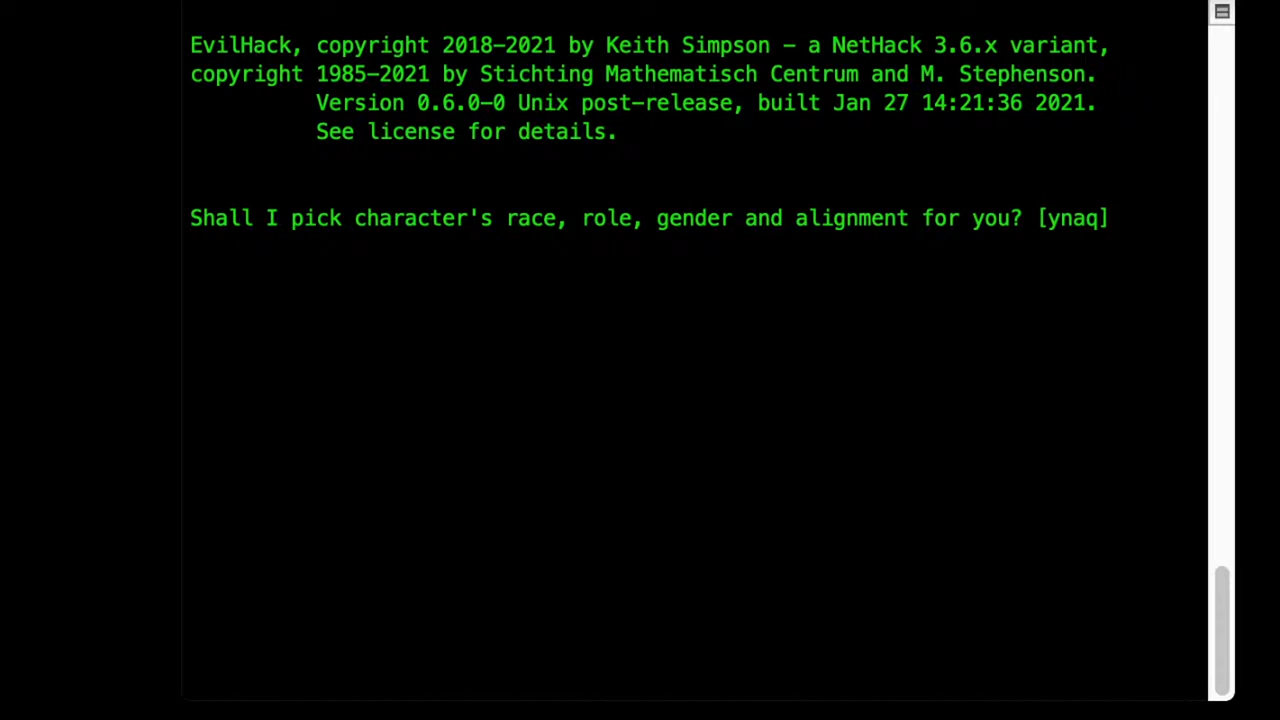 EvilHack, copyright 2018-2021 by Keith Simpson - a NetHack 3.6.x variant,
copyright 1985-2021 by Stichting Mathematisch Centrum and M. Stephenson.
Version 0.6.0-0 Unix post-release, built Jan 27 14:21:36 2021.
See license for details.
Shall I pick character's race, role, gender and alignment for you? [ynaq]